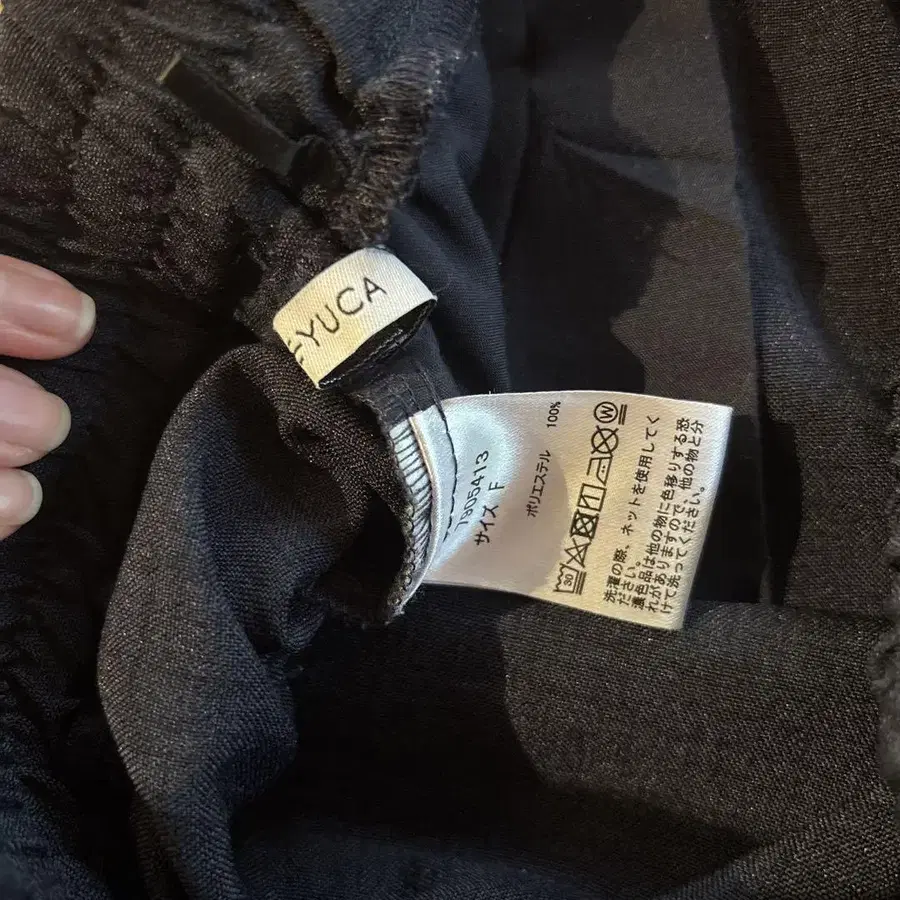 YUCA
1905413
サイズ F
ポリエステル 100%
30
W
洗濯の際、ネットを使用してく
ださい。
濃色品は他の物に色移りする恐
れがありますので、他の物と分
けて洗ってください。